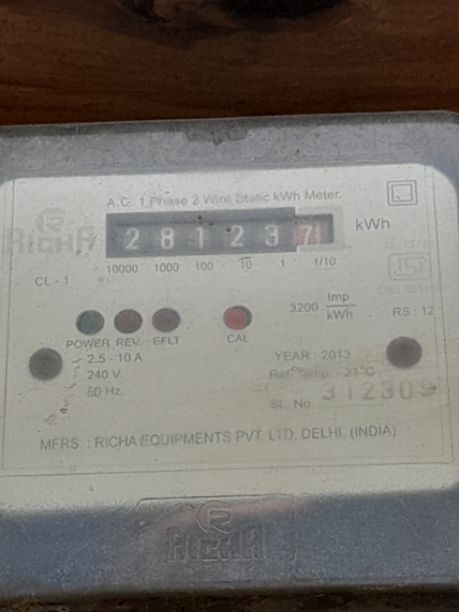 A.C. 1 Phase 2 Wire Static kWh Meter.
RICHA
2 8 1 2 3 7 kWh
10000 1000 100 10 1 1/10
CL - 1
ISI
3200 Imp/kWh
RS : 12
POWER REV. EFLT CAL
2.5 - 10 A
240 V.
YEAR : 2013
Ref. Temp. - 27°C
SL. No. 312309
MFRS. : RICHA EQUIPMENTS PVT. LTD. DELHI. (INDIA)
RICHA